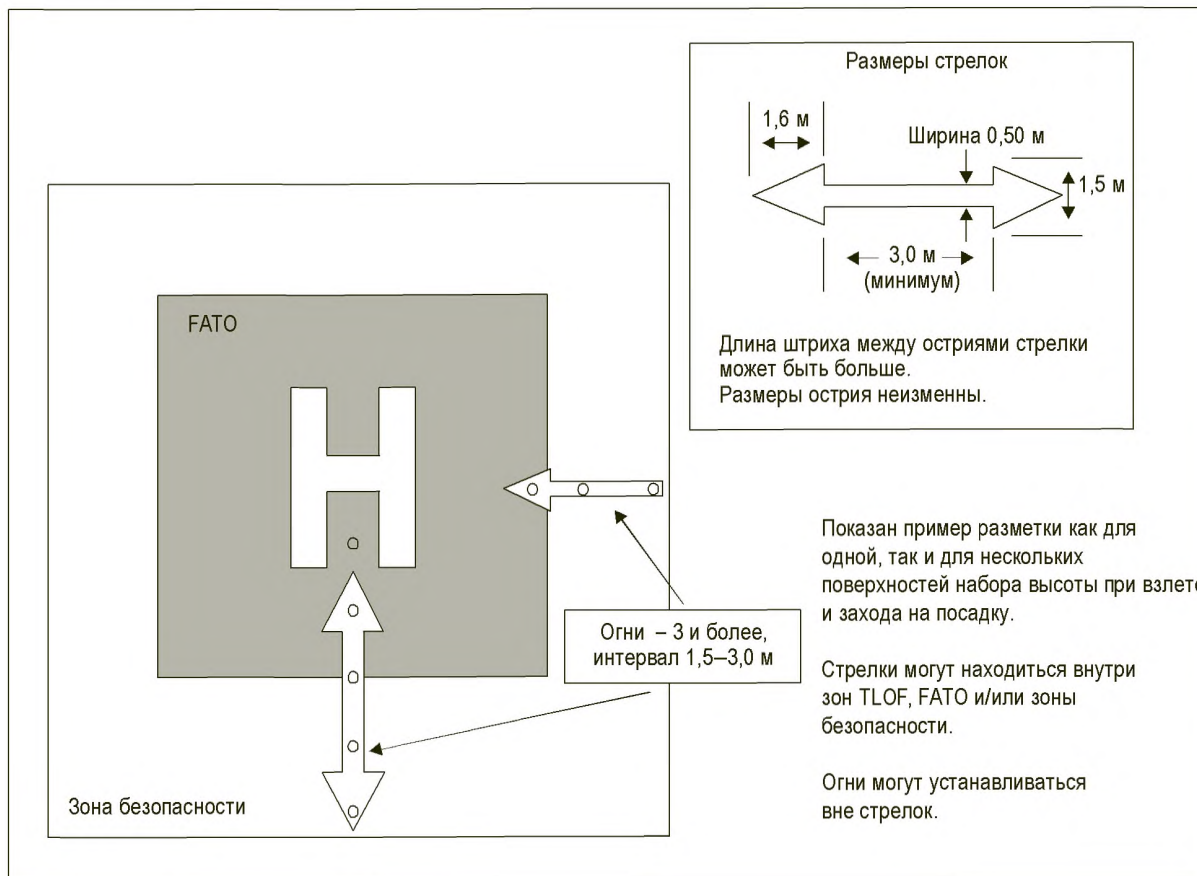 Размеры стрелок
1,6 м
Ширина 0,50 м
1,5 м
3,0 м
(минимум)
Длина штриха между остриями стрелки
может быть больше.
Размеры острия неизменны.
FATO
H
Огни – 3 и более,
интервал 1,5–3,0 м
Зона безопасности
Показан пример разметки как для
одной, так и для нескольких
поверхностей набора высоты при взлете
и захода на посадку.
Стрелки могут находиться внутри
зон TLOF, FATO и/или зоны
безопасности.
Огни могут устанавливаться
вне стрелок.